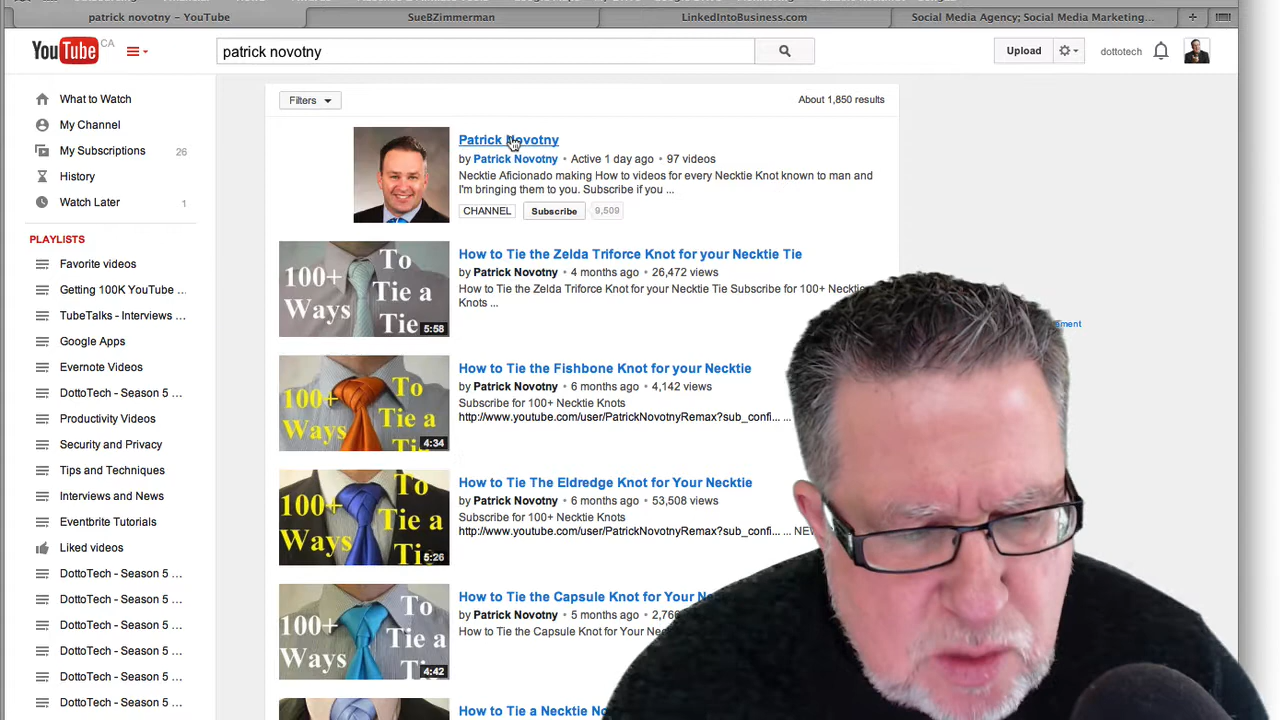 patrick novotny – YouTube
SueBZimmerman
LinkedIntoBusiness.com
Social Media Agency; Social Media Marketing...
YouTube CA
patrick novotny
Upload
dottotech
What to Watch
My Channel
My Subscriptions 26
History
Watch Later 1
PLAYLISTS
Favorite videos
Getting 100K YouTube ...
TubeTalks - Interviews ...
Google Apps
Evernote Videos
DottoTech - Season 5 ...
Productivity Videos
Security and Privacy
Tips and Techniques
Interviews and News
Eventbrite Tutorials
Liked videos
DottoTech - Season 5 ...
DottoTech - Season 5 ...
DottoTech - Season 5 ...
DottoTech - Season 5 ...
DottoTech - Season 5 ...
DottoTech - Season 5 ...
Filters
About 1,850 results
Patrick Novotny
by Patrick Novotny • Active 1 day ago • 97 videos
Necktie Aficionado making How to videos for every Necktie Knot known to man and
I'm bringing them to you. Subscribe if you ...
CHANNEL Subscribe 9,509
100+ Ways To Tie a Tie
5:58
How to Tie the Zelda Triforce Knot for your Necktie Tie
by Patrick Novotny • 4 months ago • 26,472 views
How to Tie the Zelda Triforce Knot for your Necktie Tie Subscribe for 100+ Necktie
Knots ...
100+ Ways To Tie a Ti
4:34
How to Tie the Fishbone Knot for your Necktie
by Patrick Novotny • 6 months ago • 4,142 views
Subscribe for 100+ Necktie Knots
http://www.youtube.com/user/PatrickNovotnyRemax?sub_confi... ...
100+ Ways To Tie a Ti
5:26
How to Tie The Eldredge Knot for Your Necktie
by Patrick Novotny • 6 months ago • 53,508 views
Subscribe for 100+ Necktie Knots
http://www.youtube.com/user/PatrickNovotnyRemax?sub_confi... ...
100+ Ways To Tie a Tie
4:42
How to Tie the Capsule Knot for Your
by Patrick Novotny • 5 months ago
How to Tie the Capsule Knot for Your
How to Tie a Necktie